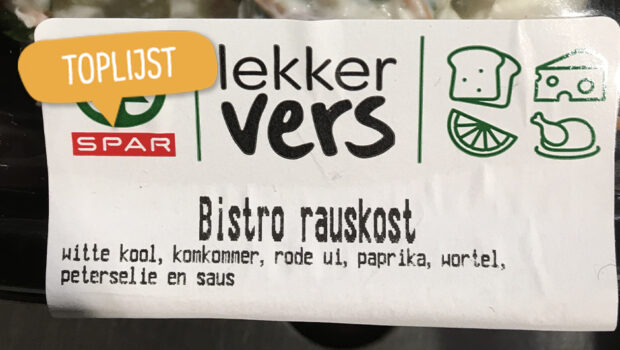 TOPLIJST
SPAR
lekker
vers
Bistro rauskost
witte kool, komkommer, rode ui, paprika, wortel,
peterselie en saus